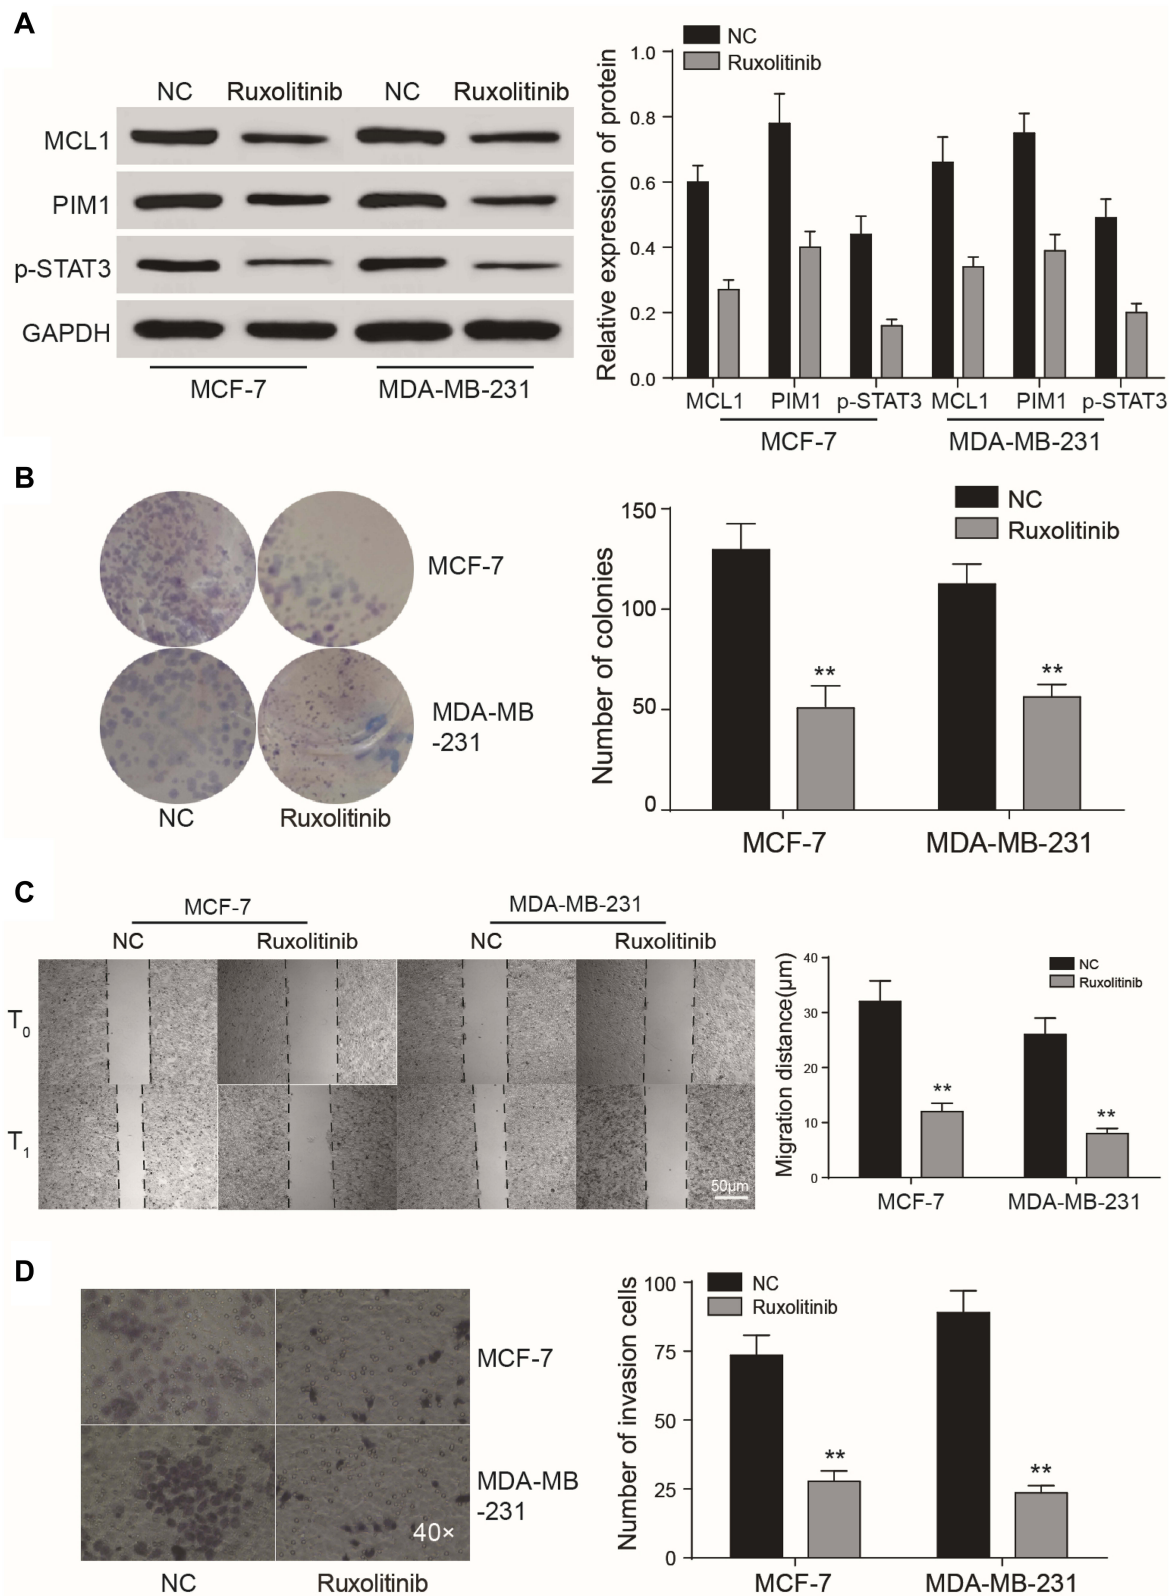 A
NC Ruxolitinib NC Ruxolitinib
MCL1
PIM1
p-STAT3
GAPDH
MCF-7 MDA-MB-231
NC
Ruxolitinib
Relative expression of protein
1.0
0.8
0.6
0.4
0.2
0.0
MCL1 PIM1 p-STAT3 MCL1 PIM1 p-STAT3
MCF-7 MDA-MB-231
B
MCF-7
MDA-MB
-231
NC Ruxolitinib
NC
Ruxolitinib
Number of colonies
150
100
50
0
** **
MCF-7 MDA-MB-231
C
MCF-7 MDA-MB-231
NC Ruxolitinib NC Ruxolitinib
T0
T1
50μm
NC
Ruxolitinib
Migration distance(μm)
40
30
20
10
0
** **
MCF-7 MDA-MB-231
D
MCF-7
MDA-MB
-231
40×
NC Ruxolitinib
NC
Ruxolitinib
Number of invasion cells
100
75
50
25
0
** **
MCF-7 MDA-MB-231